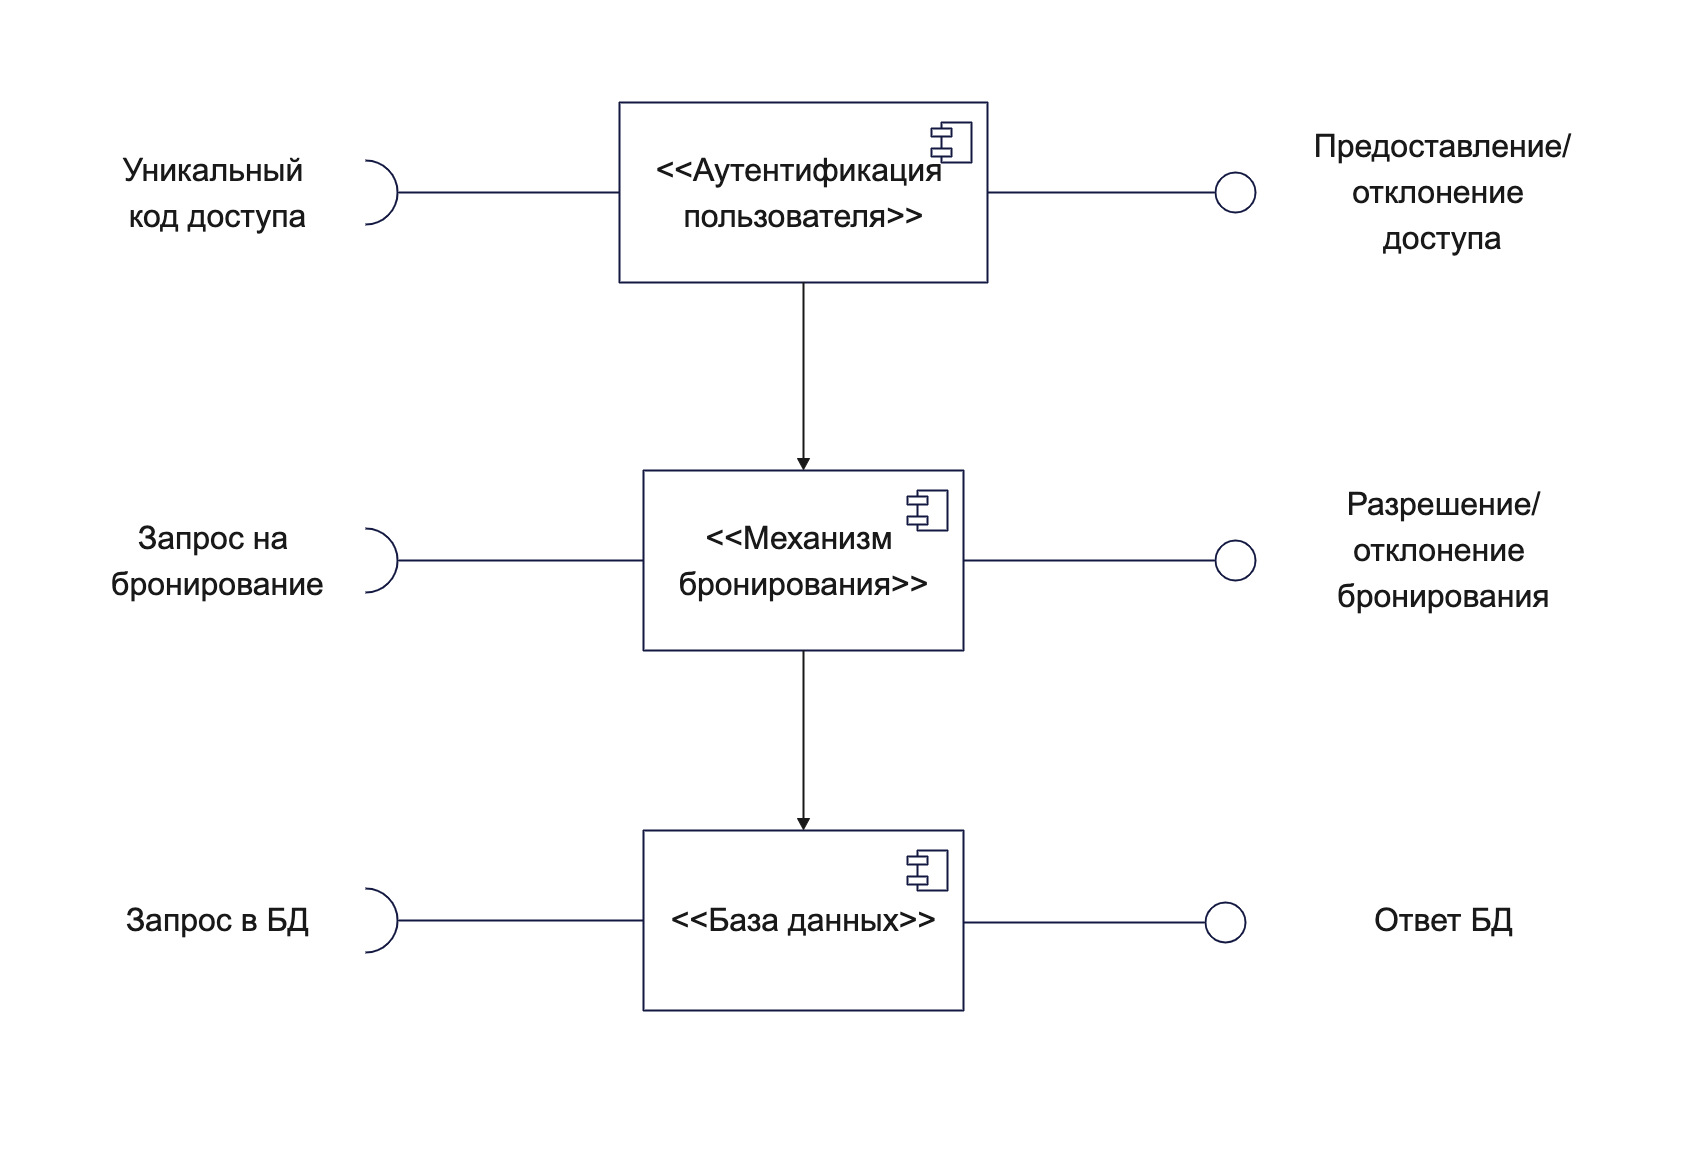 Уникальный
код доступа
<<Аутентификация
пользователя>>
Предоставление/
отклонение
доступа
Запрос на
бронирование
<<Механизм
бронирования>>
Разрешение/
отклонение
бронирования
Запрос в БД
<<База данных>>
Ответ БД